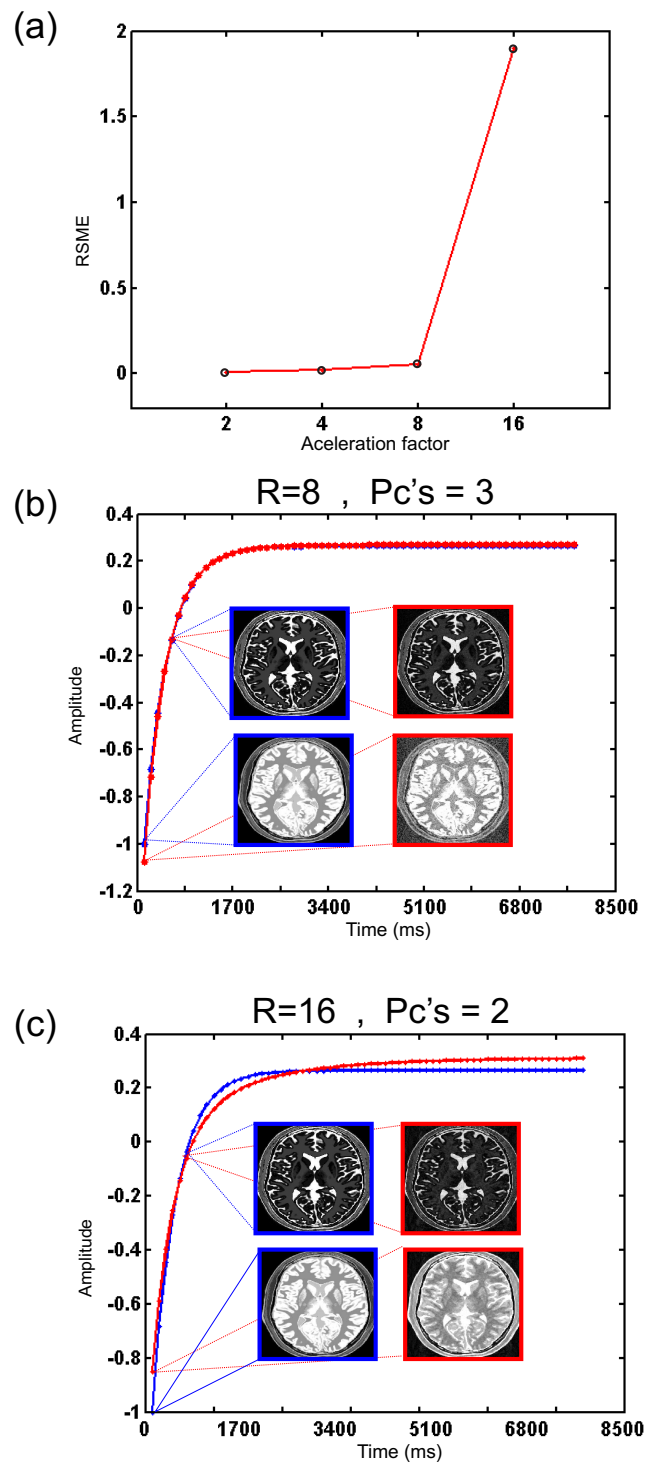 (a)
2
1.5
1
0.5
0
RSME
2 4 8 16
Aceleration factor
(b)
R=8 , Pc's = 3
0.4
0.2
0
-0.2
-0.4
-0.6
-0.8
-1
-1.2
Amplitude
0 1700 3400 5100 6800 8500
Time (ms)
(c)
R=16 , Pc's = 2
0.4
0.2
0
-0.2
-0.4
-0.6
-0.8
-1
Amplitude
0 1700 3400 5100 6800 8500
Time (ms)